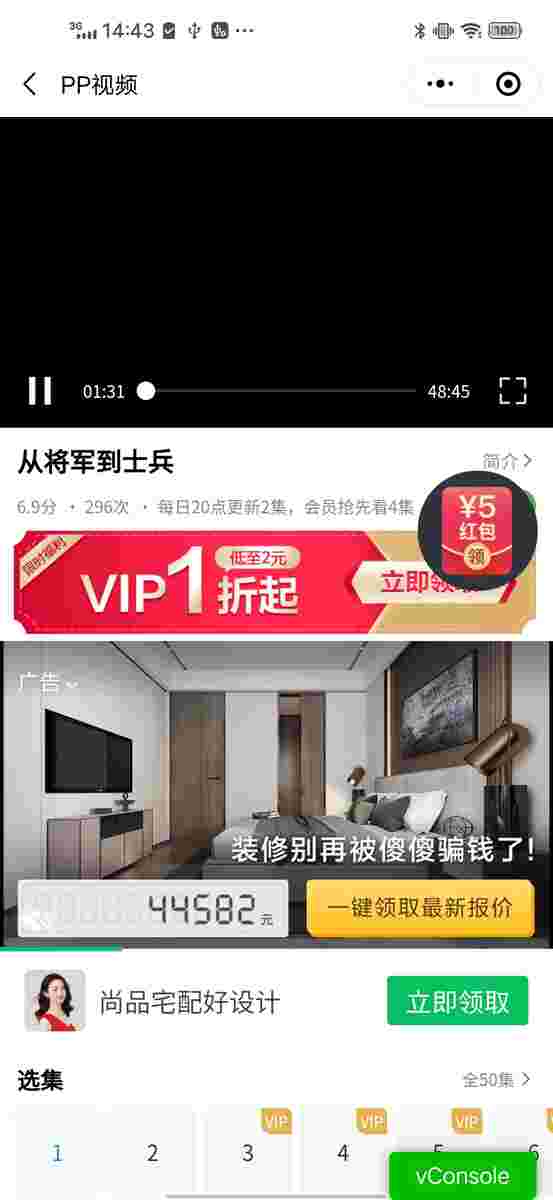 3G 14:43 ··· 100
PP视频
01:31 48:45
从将军到士兵 简介
6.9分 · 296次 · 每日20点更新2集，会员抢先看4集
¥5
红包
领
限时福利
低至2元
VIP1折起
立即领
广告
装修别再被傻傻骗钱了！
44582元
一键领取最新报价
尚品宅配好设计
立即领取
选集 全50集
VIP VIP VIP
1 2 3 4 5 6
vConsole